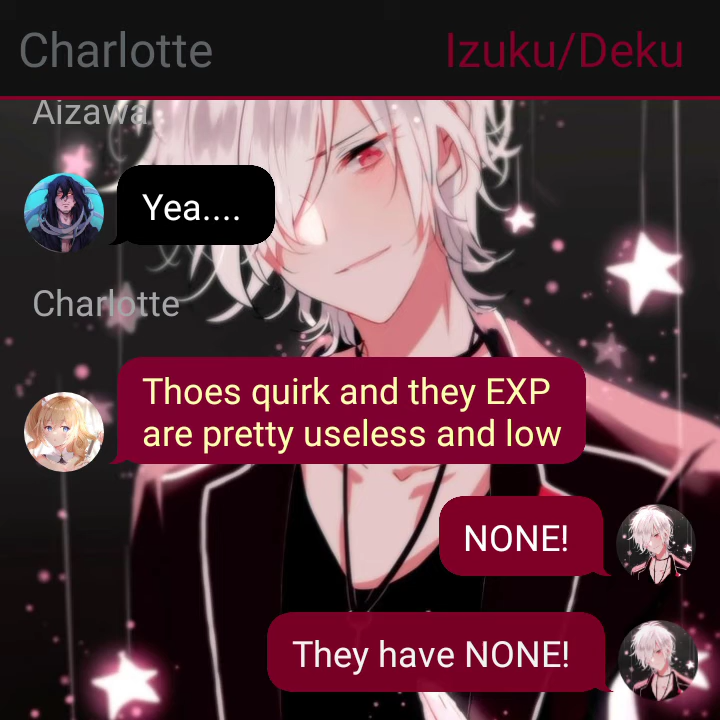 Charlotte
Izuku/Deku
Aizawa
Yea....
Charlotte
Thoes quirk and they EXP
are pretty useless and low
NONE!
They have NONE!